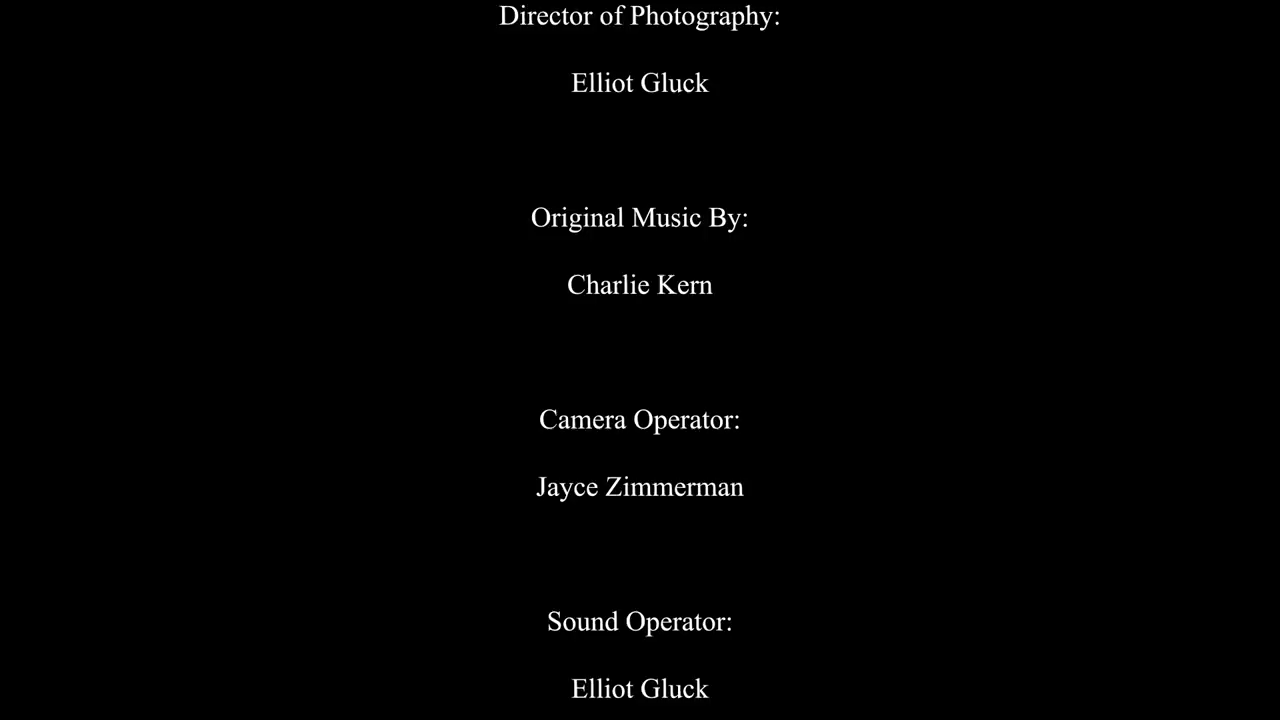 Director of Photography:
Elliot Gluck
Original Music By:
Charlie Kern
Camera Operator:
Jayce Zimmerman
Sound Operator:
Elliot Gluck